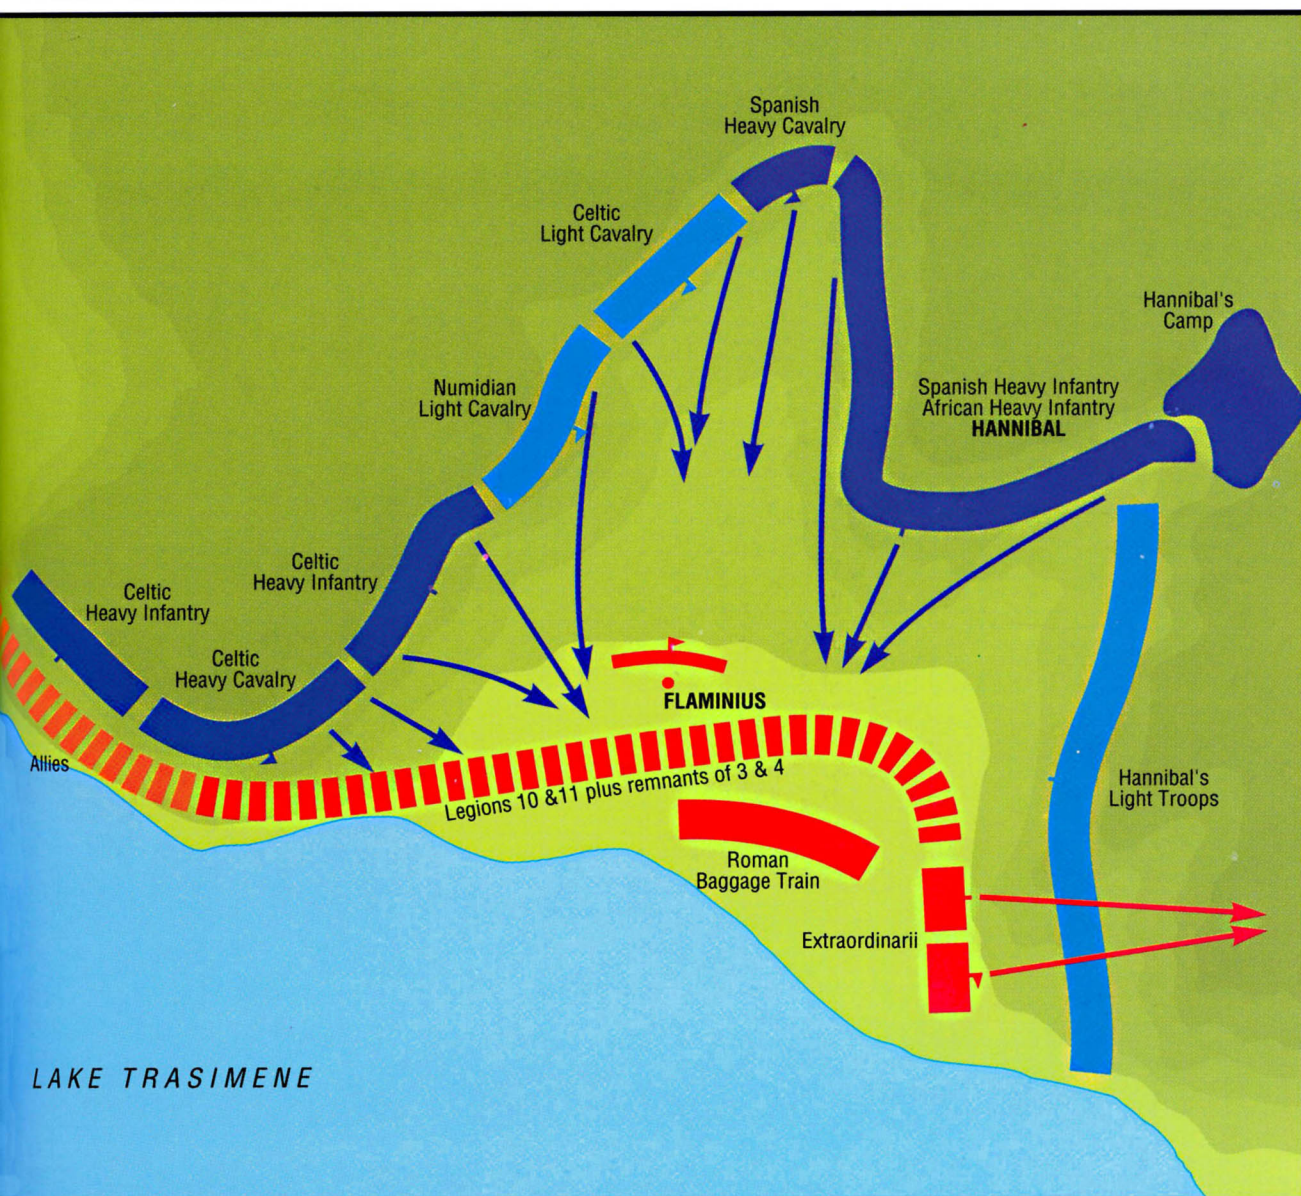 Spanish
Heavy Cavalry
Celtic
Light Cavalry
Hannibal's
Camp
Numidian
Light Cavalry
Spanish Heavy Infantry
African Heavy Infantry
HANNIBAL
Celtic
Heavy Infantry
Celtic
Heavy Infantry
Celtic
Heavy Cavalry
FLAMINIUS
Allies
Legions 10 &11 plus remnants of 3 & 4
Hannibal's
Light Troops
Roman
Baggage Train
Extraordinarii
LAKE TRASIMENE